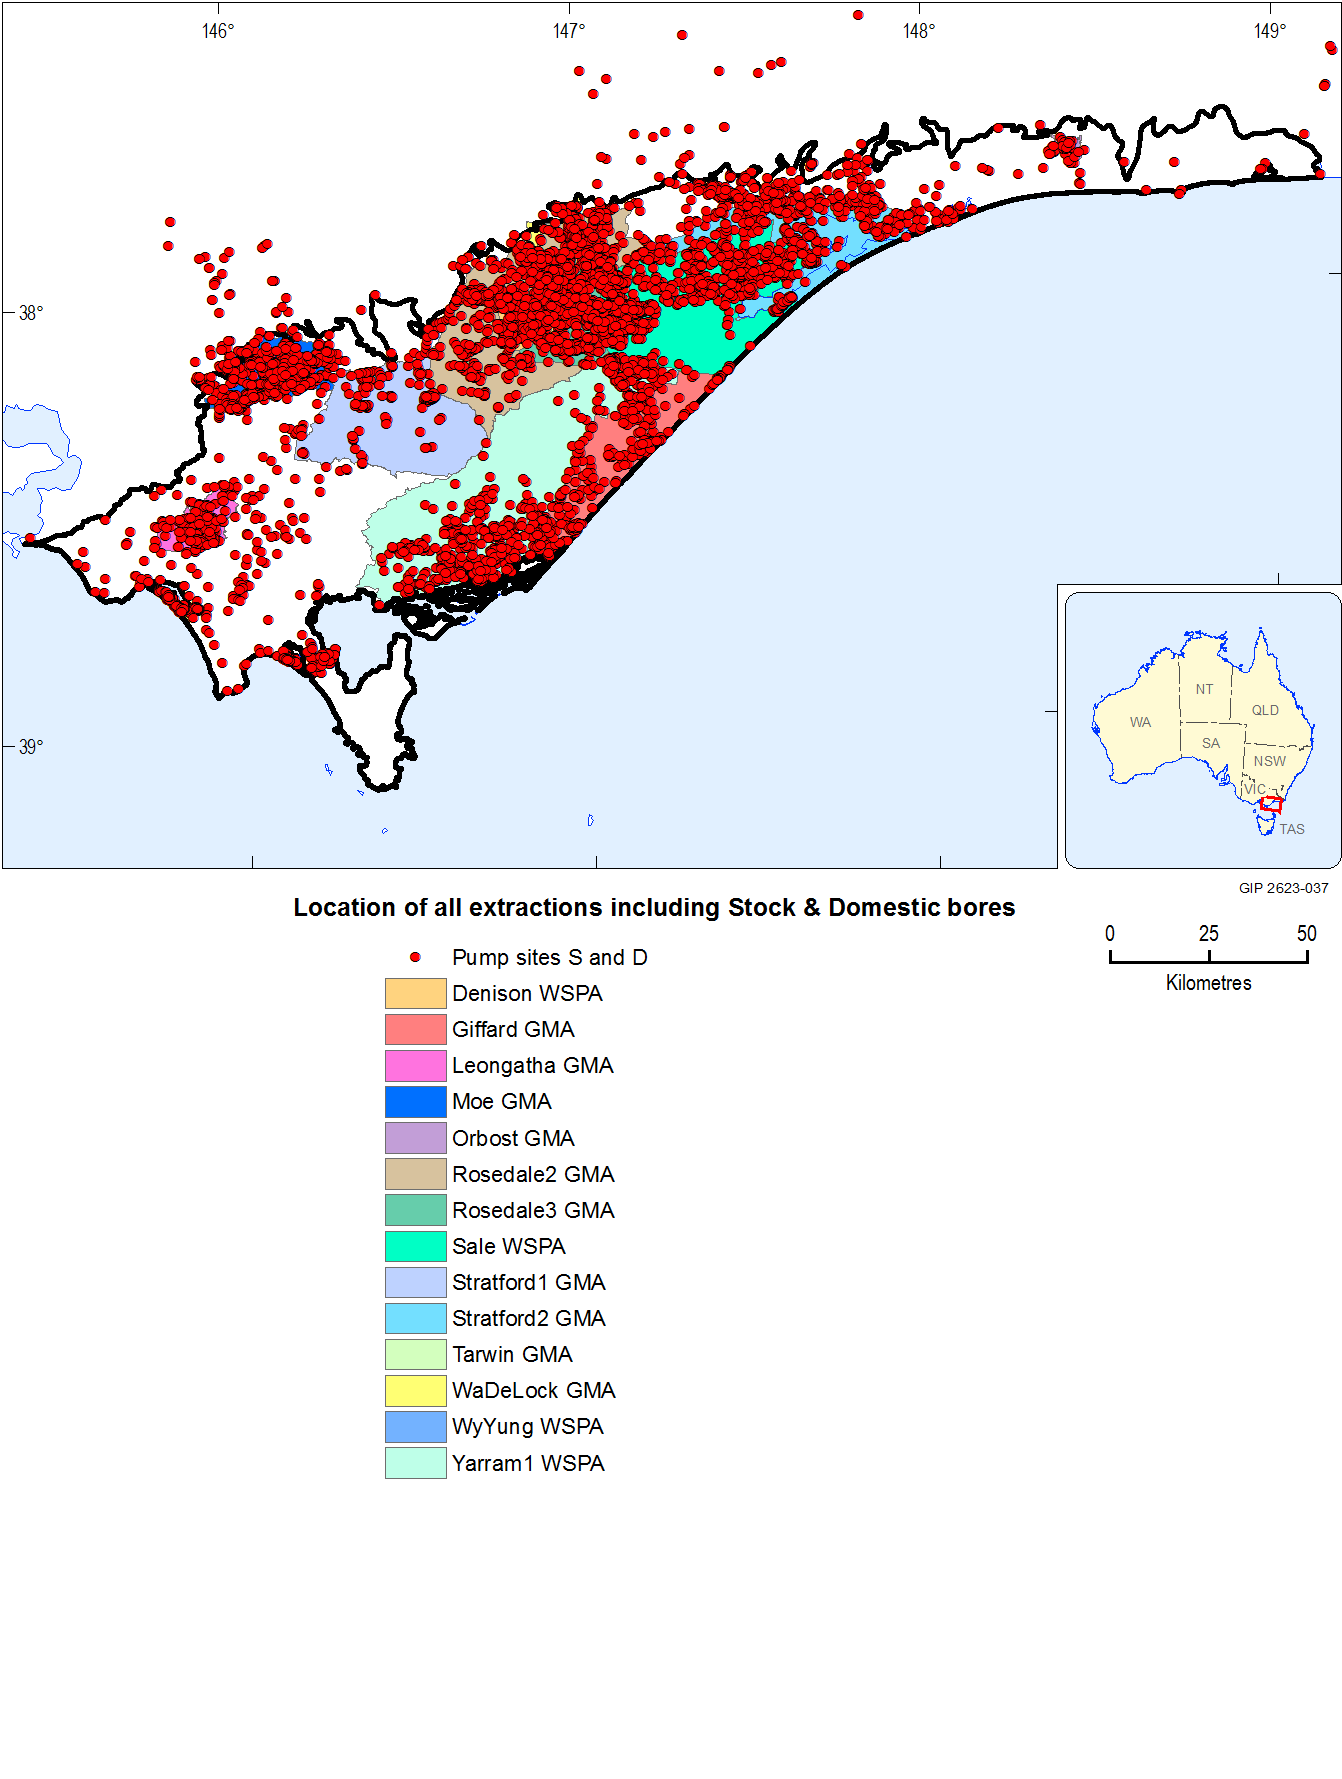 146° 147° 148° 149°
38°
39°
NT
QLD
WA
SA
NSW
VIC
TAS
GIP 2623-037
Location of all extractions including Stock & Domestic bores
0 25 50
Kilometres
Pump sites S and D
Denison WSPA
Giffard GMA
Leongatha GMA
Moe GMA
Orbost GMA
Rosedale2 GMA
Rosedale3 GMA
Sale WSPA
Stratford1 GMA
Stratford2 GMA
Tarwin GMA
WaDeLock GMA
WyYung WSPA
Yarram1 WSPA